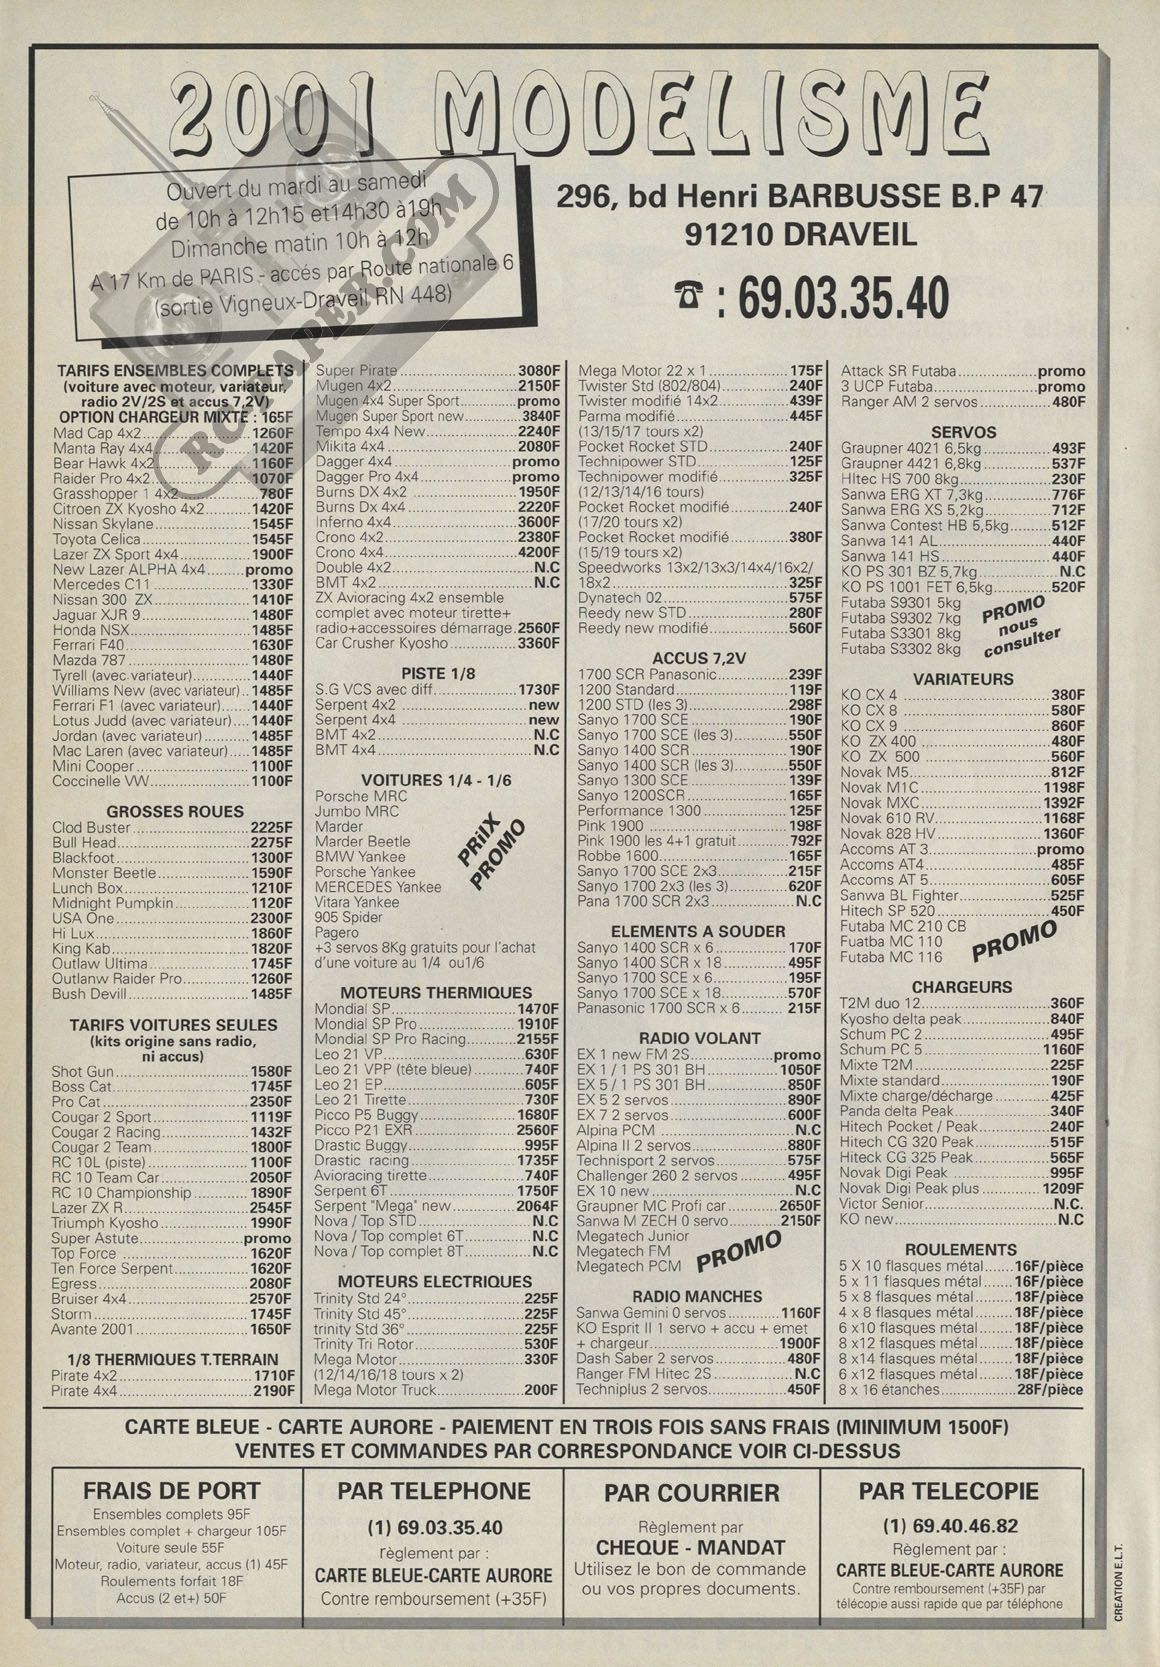 2001 MODELISME
Ouvert du mardi au samedi
de 10h à 12h15 et14h30 à19h
Dimanche matin 10h à 12h
A 17 Km de PARIS - accés par Route nationale 6
(sortie Vigneux-Draveil RN 448)
RCPAPER.COM
296, bd Henri BARBUSSE B.P 47
91210 DRAVEIL
☎ : 69.03.35.40
TARIFS ENSEMBLES COMPLETS
(voiture avec moteur, variateur,
radio 2V/2S et accus 7,2V)
OPTION CHARGEUR MIXTE : 165F
Mad Cap 4x2 1260F
Manta Ray 4x4 1420F
Bear Hawk 4x2 1160F
Raider Pro 4x2 1070F
Grasshopper 1 4x2 780F
Citroen ZX Kyosho 4x2 1420F
Nissan Skylane 1545F
Toyota Celica 1545F
Lazer ZX Sport 4x4 1900F
New Lazer ALPHA 4x4 promo
Mercedes C11 1330F
Nissan 300 ZX 1410F
Jaguar XJR 9 1480F
Honda NSX 1485F
Ferrari F40 1630F
Mazda 787 1480F
Tyrell (avec variateur) 1440F
Williams New (avec variateur) 1485F
Ferrari F1 (avec variateur) 1440F
Lotus Judd (avec variateur) 1440F
Jordan (avec variateur) 1485F
Mac Laren (avec variateur) 1485F
Mini Cooper 1100F
Coccinelle VW 1100F
GROSSES ROUES
Clod Buster 2225F
Bull Head 2275F
Blackfoot 1300F
Monster Beetle 1590F
Lunch Box 1210F
Midnight Pumpkin 1120F
USA One 2300F
Hi Lux 1860F
King Kab 1820F
Outlaw Ultima 1745F
Outlanw Raider Pro 1260F
Bush Devill 1485F
TARIFS VOITURES SEULES
(kits origine sans radio,
ni accus)
Shot Gun 1580F
Boss Cat 1745F
Pro Cat 2350F
Cougar 2 Sport 1119F
Cougar 2 Racing 1432F
Cougar 2 Team 1800F
RC 10L (piste) 1100F
RC 10 Team Car 2050F
RC 10 Championship 1890F
Lazer ZX R 2545F
Triumph Kyosho 1990F
Super Astute promo
Top Force 1620F
Ten Force Serpent 1620F
Egress 2080F
Bruiser 4x4 2570F
Storm 1745F
Avante 2001 1650F
1/8 THERMIQUES T.TERRAIN
Pirate 4x2 1710F
Pirate 4x4 2190F
Super Pirate 3080F
Mugen 4x2 2150F
Mugen 4x4 Super Sport promo
Mugen Super Sport new 3840F
Tempo 4x4 New 2240F
Mikita 4x4 2080F
Dagger 4x4 promo
Dagger Pro 4x4 promo
Burns DX 4x2 1950F
Burns Dx 4x4 2220F
Inferno 4x4 3600F
Crono 4x2 2380F
Crono 4x4 4200F
Double 4x2 N.C
BMT 4x2 N.C
ZX Avioracing 4x2 ensemble
complet avec moteur tirette+
radio+accessoires démarrage. 2560F
Car Crusher Kyosho 3360F
PISTE 1/8
S.G VCS avec diff 1730F
Serpent 4x2 new
Serpent 4x4 new
BMT 4x2 N.C
BMT 4x4 N.C
VOITURES 1/4 - 1/6
Porsche MRC
Jumbo MRC
Marder
Marder Beetle
BMW Yankee
Porsche Yankee
MERCEDES Yankee
Vitara Yankee
905 Spider
Pagero
PRiIX
PROMO
+3 servos 8Kg gratuits pour l'achat
d'une voiture au 1/4 ou1/6
MOTEURS THERMIQUES
Mondial SP 1470F
Mondial SP Pro 1910F
Mondial SP Pro Racing 2155F
Leo 21 VP 630F
Leo 21 VPP (tête bleue) 740F
Leo 21 EP 605F
Leo 21 Tirette 730F
Picco P5 Buggy 1680F
Picco P21 EXR 2560F
Drastic Buggy 995F
Drastic racing 1735F
Avioracing tirette 740F
Serpent 6T 1750F
Serpent "Mega" new 2064F
Nova / Top STD N.C
Nova / Top complet 6T N.C
Nova / Top complet 8T N.C
MOTEURS ELECTRIQUES
Trinity Std 24° 225F
Trinity Std 45° 225F
trinity Std 36° 225F
Trinity Tri Rotor 530F
Mega Motor 330F
(12/14/16/18 tours x 2)
Mega Motor Truck 200F
Mega Motor 22 x 1 175F
Twister Std (802/804) 240F
Twister modifié 14x2 439F
Parma modifié 445F
(13/15/17 tours x2)
Pocket Rocket STD 240F
Technipower STD 125F
Technipower modifié 325F
(12/13/14/16 tours)
Pocket Rocket modifié 240F
(17/20 tours x2)
Pocket Rocket modifié 380F
(15/19 tours x2)
Speedworks 13x2/13x3/14x4/16x2/
18x2 325F
Dynatech 02 575F
Reedy new STD 280F
Reedy new modifié 560F
ACCUS 7,2V
1700 SCR Panasonic 239F
1200 Standard 119F
1200 STD (les 3) 298F
Sanyo 1700 SCE 190F
Sanyo 1700 SCE (les 3) 550F
Sanyo 1400 SCR 190F
Sanyo 1400 SCR (les 3) 550F
Sanyo 1300 SCE 139F
Sanyo 1200SCR 165F
Performance 1300 125F
Pink 1900 198F
Pink 1900 les 4+1 gratuit 792F
Robbe 1600 165F
Sanyo 1700 SCE 2x3 215F
Sanyo 1700 2x3 (les 3) 620F
Pana 1700 SCR 2x3 N.C
ELEMENTS A SOUDER
Sanyo 1400 SCR x 6 170F
Sanyo 1400 SCR x 18 495F
Sanyo 1700 SCE x 6 195F
Sanyo 1700 SCE x 18 570F
Panasonic 1700 SCR x 6 215F
RADIO VOLANT
EX 1 new FM 2S promo
EX 1 / 1 PS 301 BH 1050F
EX 5 / 1 PS 301 BH 850F
EX 5 2 servos 890F
EX 7 2 servos 600F
Alpina PCM N.C
Alpina II 2 servos 880F
Technisport 2 servos 575F
Challenger 260 2 servos 495F
EX 10 new N.C
Graupner MC Profi car 2650F
Sanwa M ZECH 0 servo 2150F
Megatech Junior
Megatech FM
Megatech PCM
PROMO
RADIO MANCHES
Sanwa Gemini 0 servos 1160F
KO Esprit II 1 servo + accu + emet
+ chargeur 1900F
Dash Saber 2 servos 480F
Ranger FM Hitec 2S N.C
Techniplus 2 servos 450F
Attack SR Futaba promo
3 UCP Futaba promo
Ranger AM 2 servos 480F
SERVOS
Graupner 4021 6,5kg 493F
Graupner 4421 6,8kg 537F
HItec HS 700 8kg 230F
Sanwa ERG XT 7,3kg 776F
Sanwa ERG XS 5,2kg 712F
Sanwa Contest HB 5,5kg 512F
Sanwa 141 AL 440F
Sanwa 141 HS 440F
KO PS 301 BZ 5,7kg N.C
KO PS 1001 FET 6,5kg 520F
Futaba S9301 5kg
Futaba S9302 7kg
Futaba S3301 8kg
Futaba S3302 8kg
PROMO
nous
consulter
VARIATEURS
KO CX 4 380F
KO CX 8 580F
KO CX 9 860F
KO ZX 400 480F
KO ZX 500 560F
Novak M5 812F
Novak M1C 1198F
Novak MXC 1392F
Novak 610 RV 1168F
Novak 828 HV 1360F
Accoms AT 3 promo
Accoms AT4 485F
Accoms AT 5 605F
Sanwa BL Fighter 525F
Hitech SP 520 450F
Futaba MC 210 CB
Fuatba MC 110
Futaba MC 116
PROMO
CHARGEURS
T2M duo 12 360F
Kyosho delta peak 840F
Schum PC 2 495F
Schum PC 5 1160F
Mixte T2M 225F
Mixte standard 190F
Mixte charge/décharge 425F
Panda delta Peak 340F
Hitech Pocket / Peak 240F
Hitech CG 320 Peak 515F
Hiteck CG 325 Peak 565F
Novak Digi Peak 995F
Novak Digi Peak plus 1209F
Victor Senior N.C.
KO new N.C
ROULEMENTS
5 X 10 flasques métal 16F/pièce
5 x 11 flasques métal 16F/pièce
5 x 8 flasques métal 18F/pièce
4 x 8 flasques métal 18F/pièce
6 x10 flasques métal 18F/pièce
8 x12 flasques métal 18F/pièce
8 x14 flasques métal 18F/pièce
6 x12 flasques métal 18F/pièce
8 x 16 étanches 28F/pièce
CARTE BLEUE - CARTE AURORE - PAIEMENT EN TROIS FOIS SANS FRAIS (MINIMUM 1500F)
VENTES ET COMMANDES PAR CORRESPONDANCE VOIR CI-DESSUS
FRAIS DE PORT
Ensembles complets 95F
Ensembles complet + chargeur 105F
Voiture seule 55F
Moteur, radio, variateur, accus (1) 45F
Roulements forfait 18F
Accus (2 et+) 50F
PAR TELEPHONE
(1) 69.03.35.40
règlement par :
CARTE BLEUE-CARTE AURORE
Contre remboursement (+35F)
PAR COURRIER
Règlement par
CHEQUE - MANDAT
Utilisez le bon de commande
ou vos propres documents.
PAR TELECOPIE
(1) 69.40.46.82
Règlement par :
CARTE BLEUE-CARTE AURORE
Contre remboursement (+35F) par
télécopie aussi rapide que par téléphone
CREATION E.L.T.